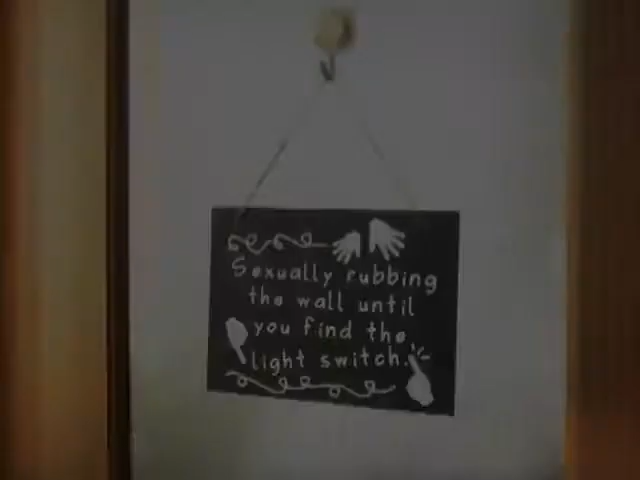 Sexually rubbing
the wall until
you find the
light switch.